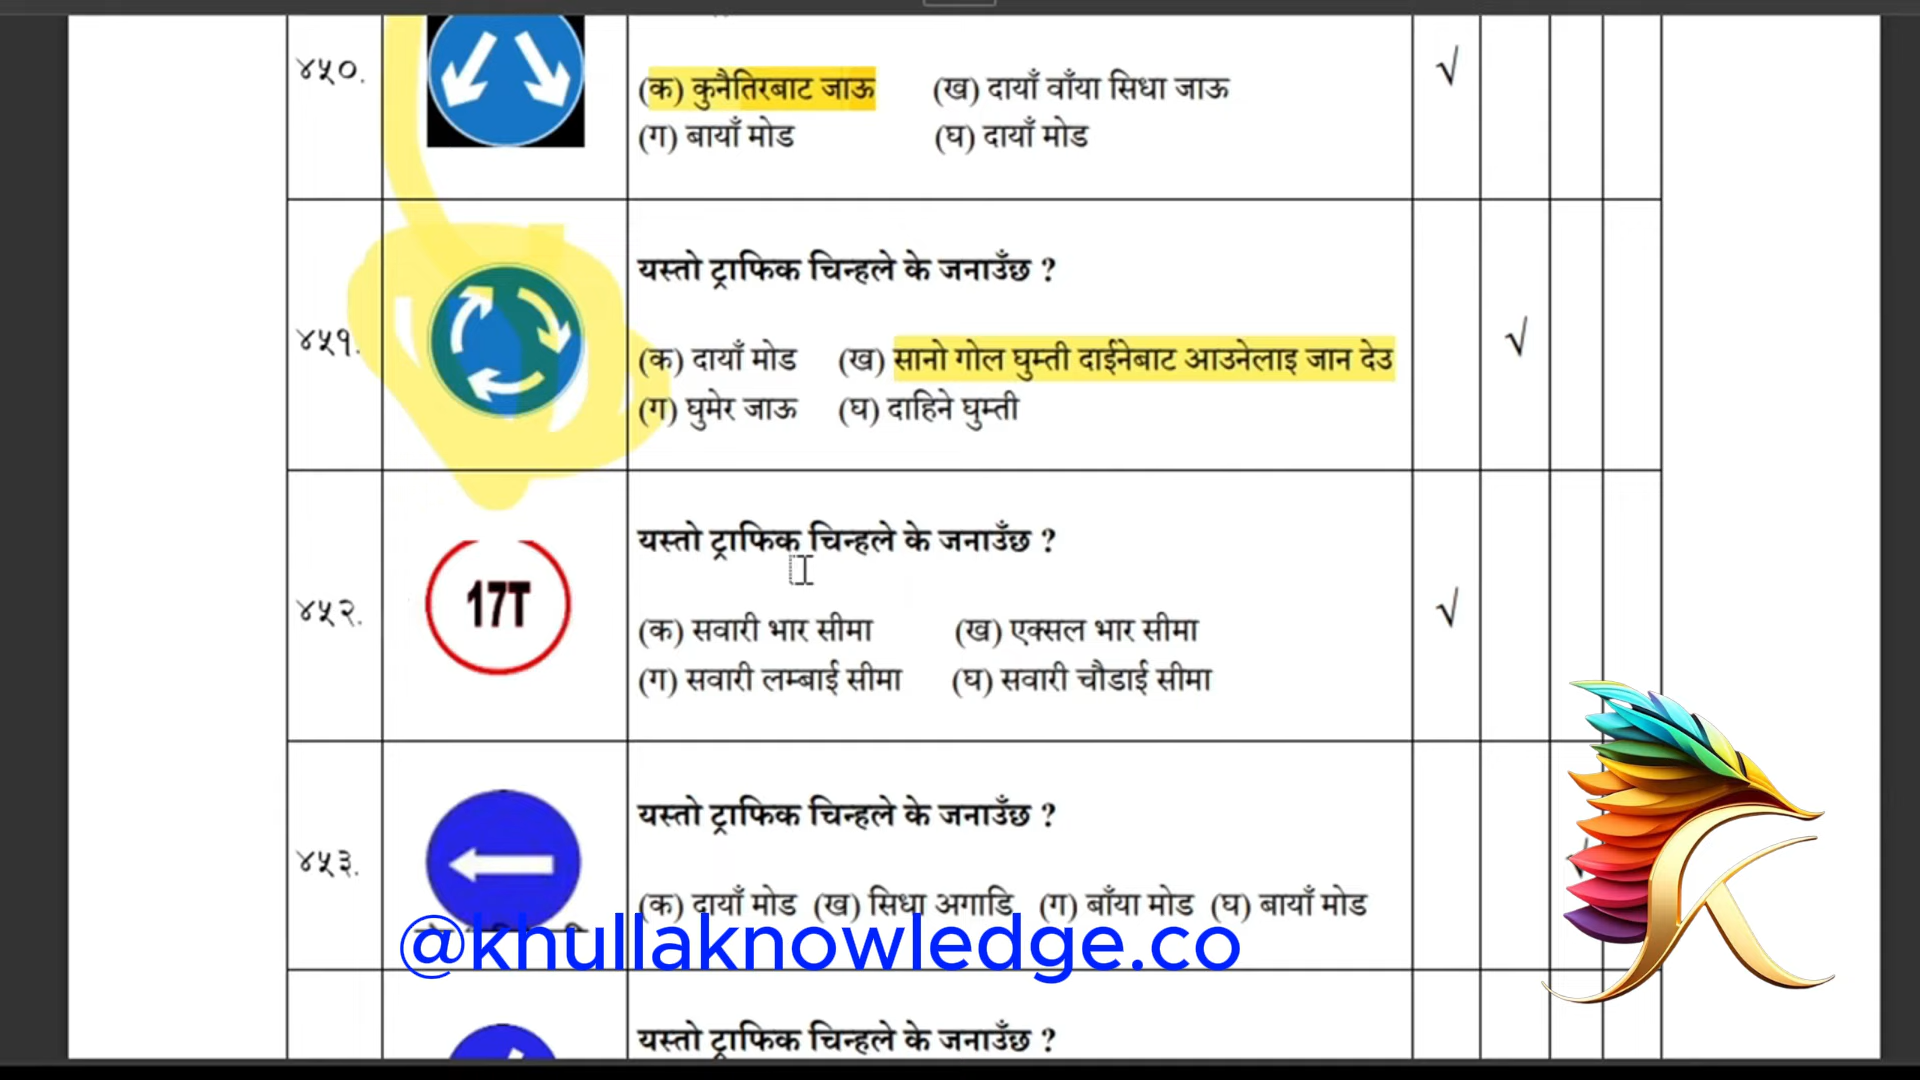 ४५०.
(क) कुनैतिरबाट जाऊ (ख) दायाँ वाँया सिधा जाऊ √
(ग) बायाँ मोड (घ) दायाँ मोड
यस्तो ट्राफिक चिन्हले के जनाउँछ ?
४५१.
(क) दायाँ मोड (ख) सानो गोल घुम्ती दाईनेबाट आउनेलाइ जान देउ √
(ग) घुमेर जाऊ (घ) दाहिने घुम्ती
यस्तो ट्राफिक चिन्हले के जनाउँछ ?
४५२. 17T √
(क) सवारी भार सीमा (ख) एक्सल भार सीमा
(ग) सवारी लम्बाई सीमा (घ) सवारी चौडाई सीमा
यस्तो ट्राफिक चिन्हले के जनाउँछ ?
४५३.
(क) दायाँ मोड (ख) सिधा अगाडि (ग) बाँया मोड (घ) बायाँ मोड
@khullaknowledge.co
यस्तो ट्राफिक चिन्हले के जनाउँछ ?